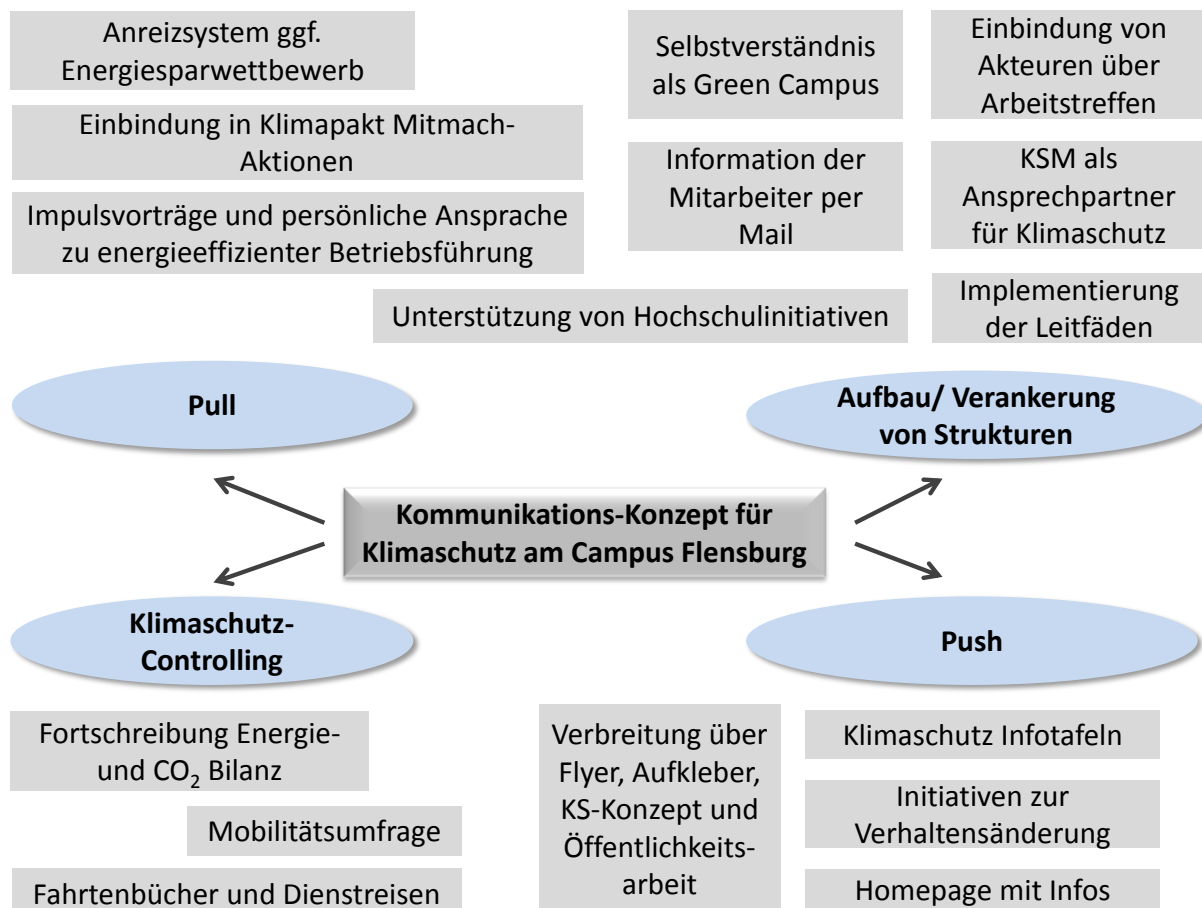 Anreizsystem ggf.
Energiesparwettbewerb
Einbindung in Klimapakt Mitmach-
Aktionen
Impulsvorträge und persönliche Ansprache
zu energieeffizienter Betriebsführung
Selbstverständnis
als Green Campus
Einbindung von
Akteuren über
Arbeitstreffen
Information der
Mitarbeiter per
Mail
KSM als
Ansprechpartner
für Klimaschutz
Unterstützung von Hochschulinitiativen
Implementierung
der Leitfäden
Pull
Aufbau/ Verankerung
von Strukturen
Kommunikations-Konzept für
Klimaschutz am Campus Flensburg
Klimaschutz-
Controlling
Push
Fortschreibung Energie-
und CO₂ Bilanz
Mobilitätsumfrage
Fahrtenbücher und Dienstreisen
Verbreitung über
Flyer, Aufkleber,
KS-Konzept und
Öffentlichkeits-
arbeit
Klimaschutz Infotafeln
Initiativen zur
Verhaltensänderung
Homepage mit Infos